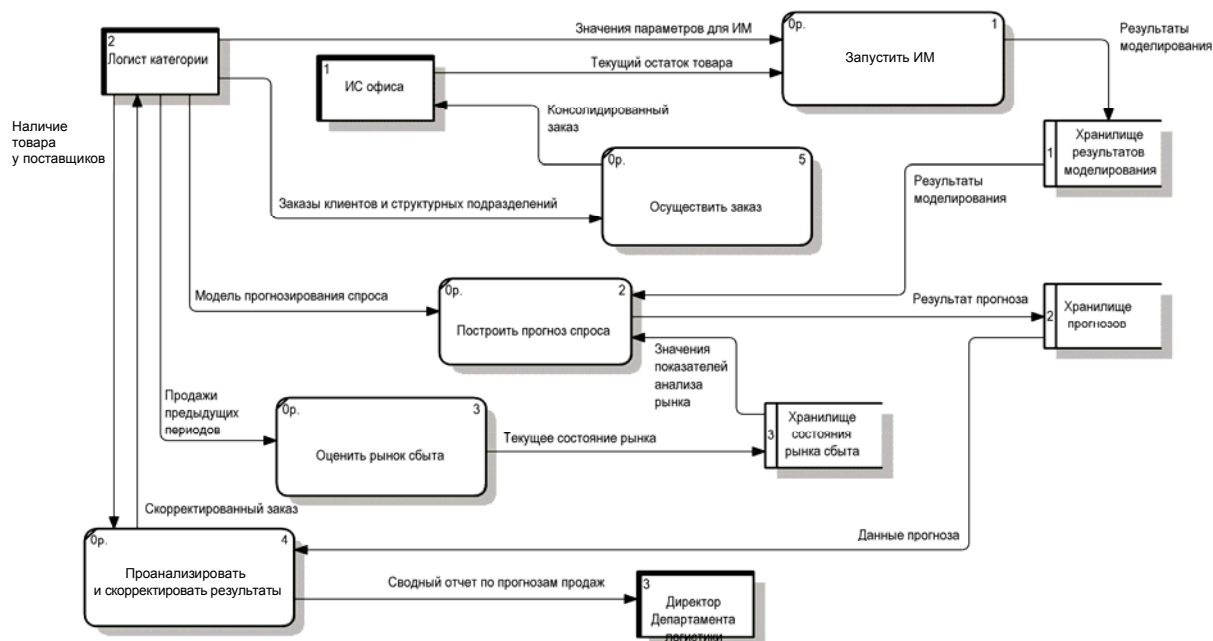 2
Логист категории
Значения параметров для ИМ
0р.
1
Запустить ИМ
Результаты
моделирования
1
ИС офиса
Текущий остаток товара
Консолидированный
заказ
Наличие
товара
у поставщиков
0р.
5
Осуществить заказ
Заказы клиентов и структурных подразделений
1
Хранилище
результатов
моделирования
Результаты
моделирования
Модель прогнозирования спроса
0р.
2
Построить прогноз спроса
Результат прогноза
2
Хранилище
прогнозов
Значения
показателей
анализа
рынка
Продажи
предыдущих
периодов
0р.
3
Оценить рынок сбыта
Текущее состояние рынка
3
Хранилище
состояния
рынка сбыта
Скорректированный заказ
Данные прогноза
0р.
4
Проанализировать
и скорректировать результаты
Сводный отчет по прогнозам продаж
3
Директор
Департамента
логистики